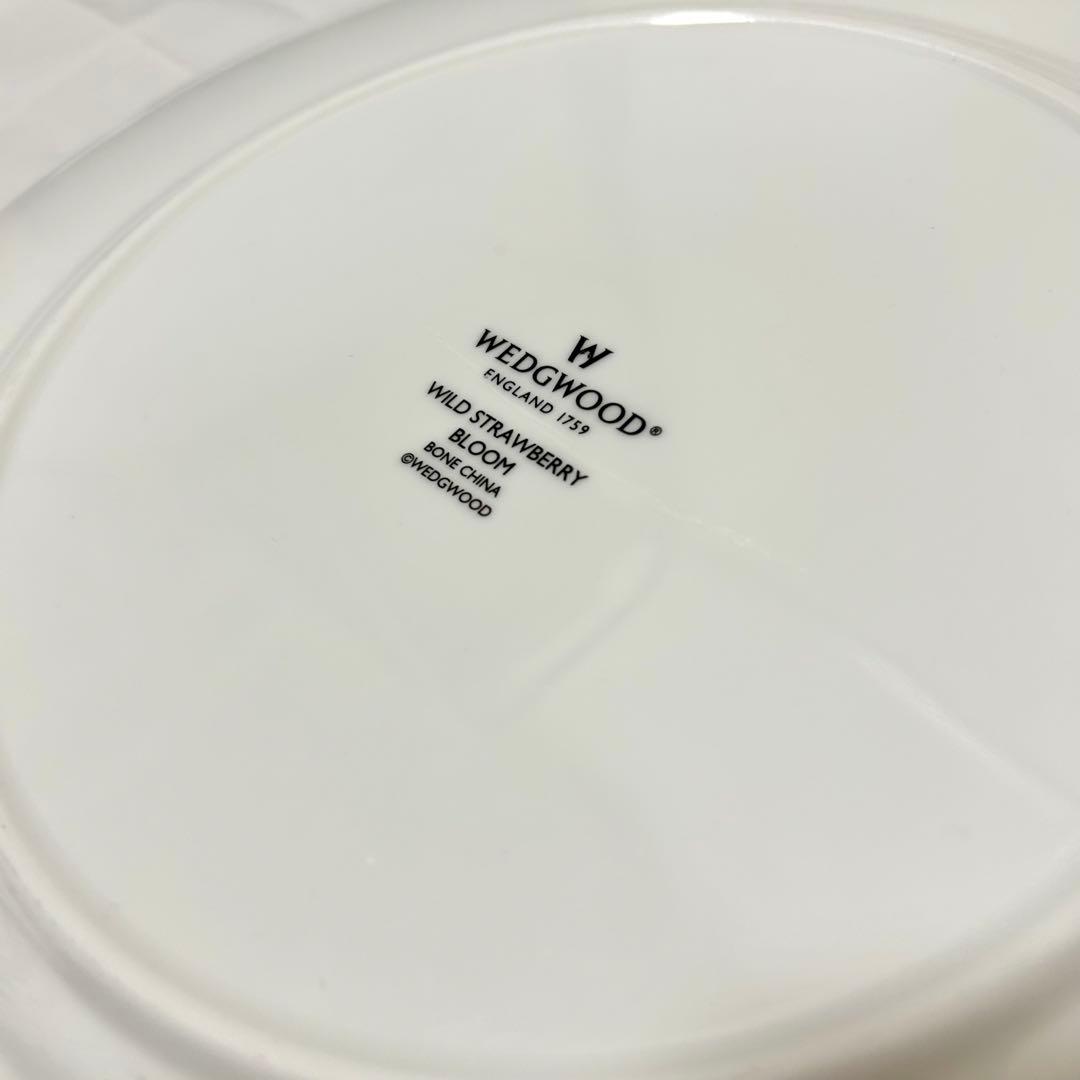 W
WEDGWOOD®
ENGLAND 1759
WILD STRAWBERRY
BLOOM
BONE CHINA
©WEDGWOOD